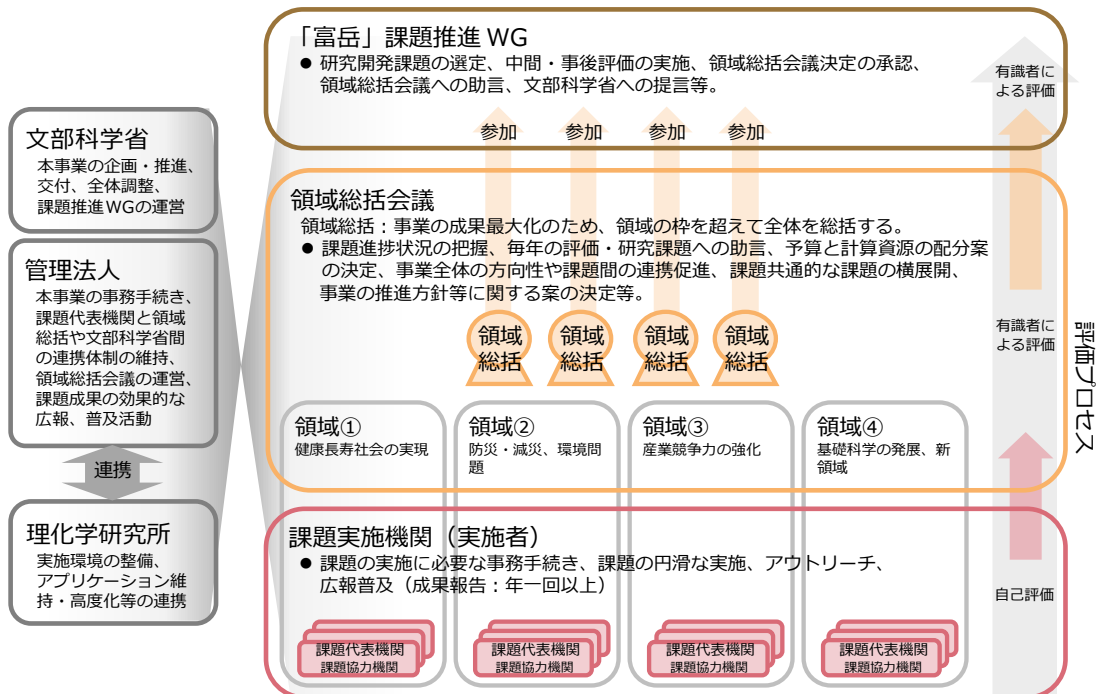 「富岳」課題推進 WG
● 研究開発課題の選定、中間・事後評価の実施、領域総括会議決定の承認、
領域総括会議への助言、文部科学省への提言等。
参加
参加
参加
参加
有識者に
よる評価
文部科学省
本事業の企画・推進、
交付、全体調整、
課題推進WGの運営
管理法人
本事業の事務手続き、
課題代表機関と領域
総括や文部科学省間
の連携体制の維持、
領域総括会議の運営、
課題成果の効果的な
広報、普及活動
連携
理化学研究所
実施環境の整備、
アプリケーション維
持・高度化等の連携
領域総括会議
領域総括：事業の成果最大化のため、領域の枠を超えて全体を総括する。
● 課題進捗状況の把握、毎年の評価・研究課題への助言、予算と計算資源の配分案
の決定、事業全体の方向性や課題間の連携促進、課題共通的な課題の横展開、
事業の推進方針等に関する案の決定等。
領域
総括
領域
総括
領域
総括
領域
総括
有識者に
よる評価
評価プロセス
領域①
健康長寿社会の実現
領域②
防災・減災、環境問
題
領域③
産業競争力の強化
領域④
基礎科学の発展、新
領域
課題実施機関（実施者）
● 課題の実施に必要な事務手続き、課題の円滑な実施、アウトリーチ、
広報普及（成果報告：年一回以上）
自己評価
課題代表機関
課題協力機関
課題代表機関
課題協力機関
課題代表機関
課題協力機関
課題代表機関
課題協力機関